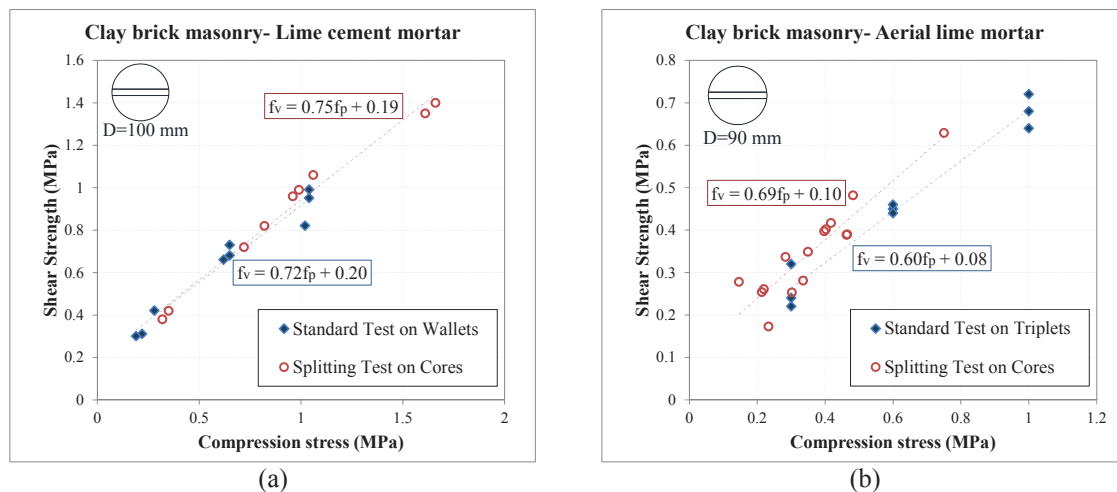 Clay brick masonry- Lime cement mortar
1.6
1.4
1.2
1
0.8
0.6
0.4
0.2
0
Shear Strength (MPa)
D=100 mm
fv = 0.75fp + 0.19
fv = 0.72fp + 0.20
Standard Test on Wallets
Splitting Test on Cores
0 0.5 1 1.5 2
Compression stress (MPa)
(a)
Clay brick masonry- Aerial lime mortar
0.8
0.7
0.6
0.5
0.4
0.3
0.2
0.1
0
Shear Strength (MPa)
D=90 mm
fv = 0.69fp + 0.10
fv = 0.60fp + 0.08
Standard Test on Triplets
Splitting Test on Cores
0 0.2 0.4 0.6 0.8 1 1.2
Compression stress (MPa)
(b)